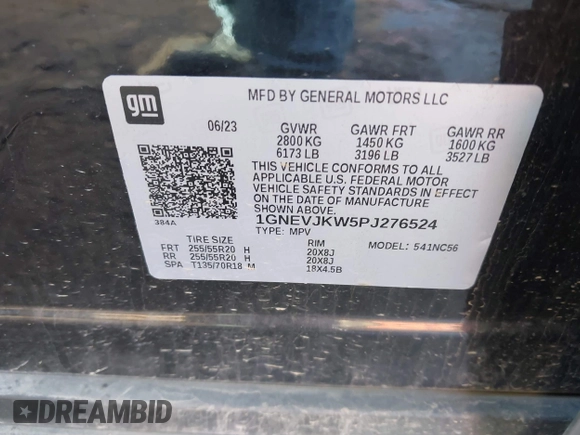 gm
MFD BY GENERAL MOTORS LLC
06/23 GVWR GAWR FRT GAWR RR
2800 KG 1450 KG 1600 KG
6173 LB 3196 LB 3527 LB
THIS VEHICLE CONFORMS TO ALL
APPLICABLE U.S. FEDERAL MOTOR
VEHICLE SAFETY STANDARDS IN EFFECT
ON THE DATE OF MANUFACTURE
SHOWN ABOVE.
384A
1GNEVJKW5PJ276524
TYPE: MPV
TIRE SIZE RIM MODEL: 541NC56
FRT 255/55R20 H 20X8J
RR 255/55R20 H 20X8J
SPA T135/70R18 M 18X4.5B
DREAMBID